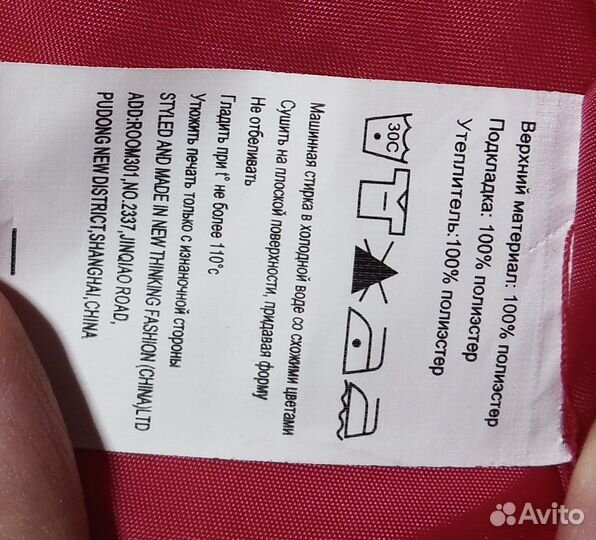 Верхний материал: 100% полиэстер
Подкладка: 100% полиэстер
Утеплитель:100% полиэстер
30C
Машинная стирка в холодной воде со схожими цветами
Сушить на плоской поверхности, придавая форму
Не отбеливать
Гладить при t° не более 110°c
Утюжить печать только с изнаночной стороны
STYLED AND MADE IN NEW THINKING FASHION (CHINA)LTD
ADD:ROOM301,NO.2337,JINQIAO ROAD,
PUDONG NEW DISTRICT,SHANGHAI,CHINA
Avito